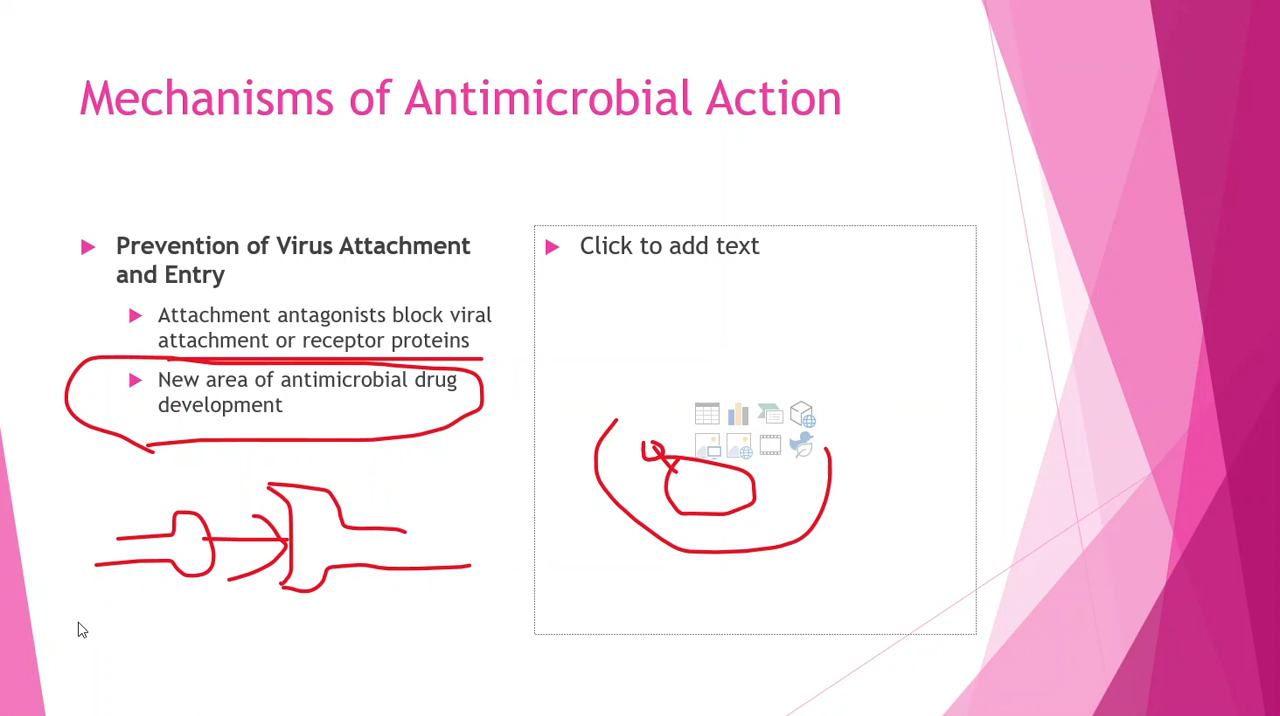 Mechanisms of Antimicrobial Action
Prevention of Virus Attachment
and Entry
Attachment antagonists block viral
attachment or receptor proteins
New area of antimicrobial drug
development
Click to add text